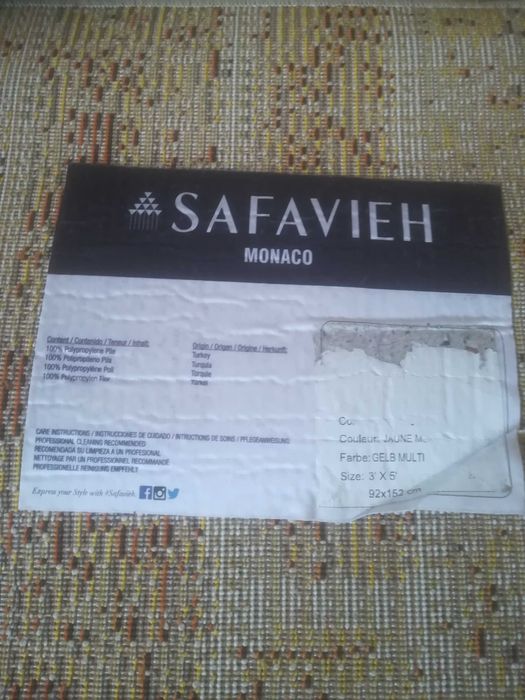 SAFAVIEH
MONACO
Content / Contenido / Teneur / Inhalt:
100% Polypropylene Pile
100% Polipropileno Pila
100% Polypropylène Poil
100% Polypropylen Flor
Origin / Origen / Origine / Herkunft:
Turkey
Turquia
Turquie
Türkei
CARE INSTRUCTIONS / INSTRUCCIONES DE CUIDADO / INTRUCTIONS DE SOINS / PFLEGEANWEISUNG
PROFESSIONAL CLEANING RECOMMENDED
RECOMENDADA SU LIMPIEZA A UN PROFESIONAL
NETTOYAGE PAR UN PROFESSIONNEL RECOMMANDÉ
PROFESSIONELLE REINIGUNG EMPFEHLT
Express your Style with #Safavieh.
Couleur: JAUNE
Farbe: GELB MULTI
Size: 3' X 5'
92x152 cm